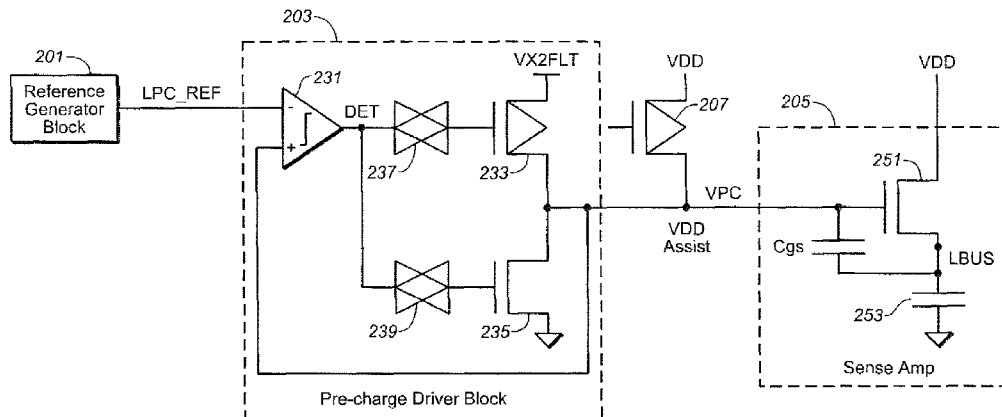 203
201
Reference
Generator
Block
LPC_REF
231
-
+
DET
237
VX2FLT
233
239
235
Pre-charge Driver Block
VDD
207
VPC
VDD
Assist
VDD
205
251
Cgs
LBUS
253
Sense Amp